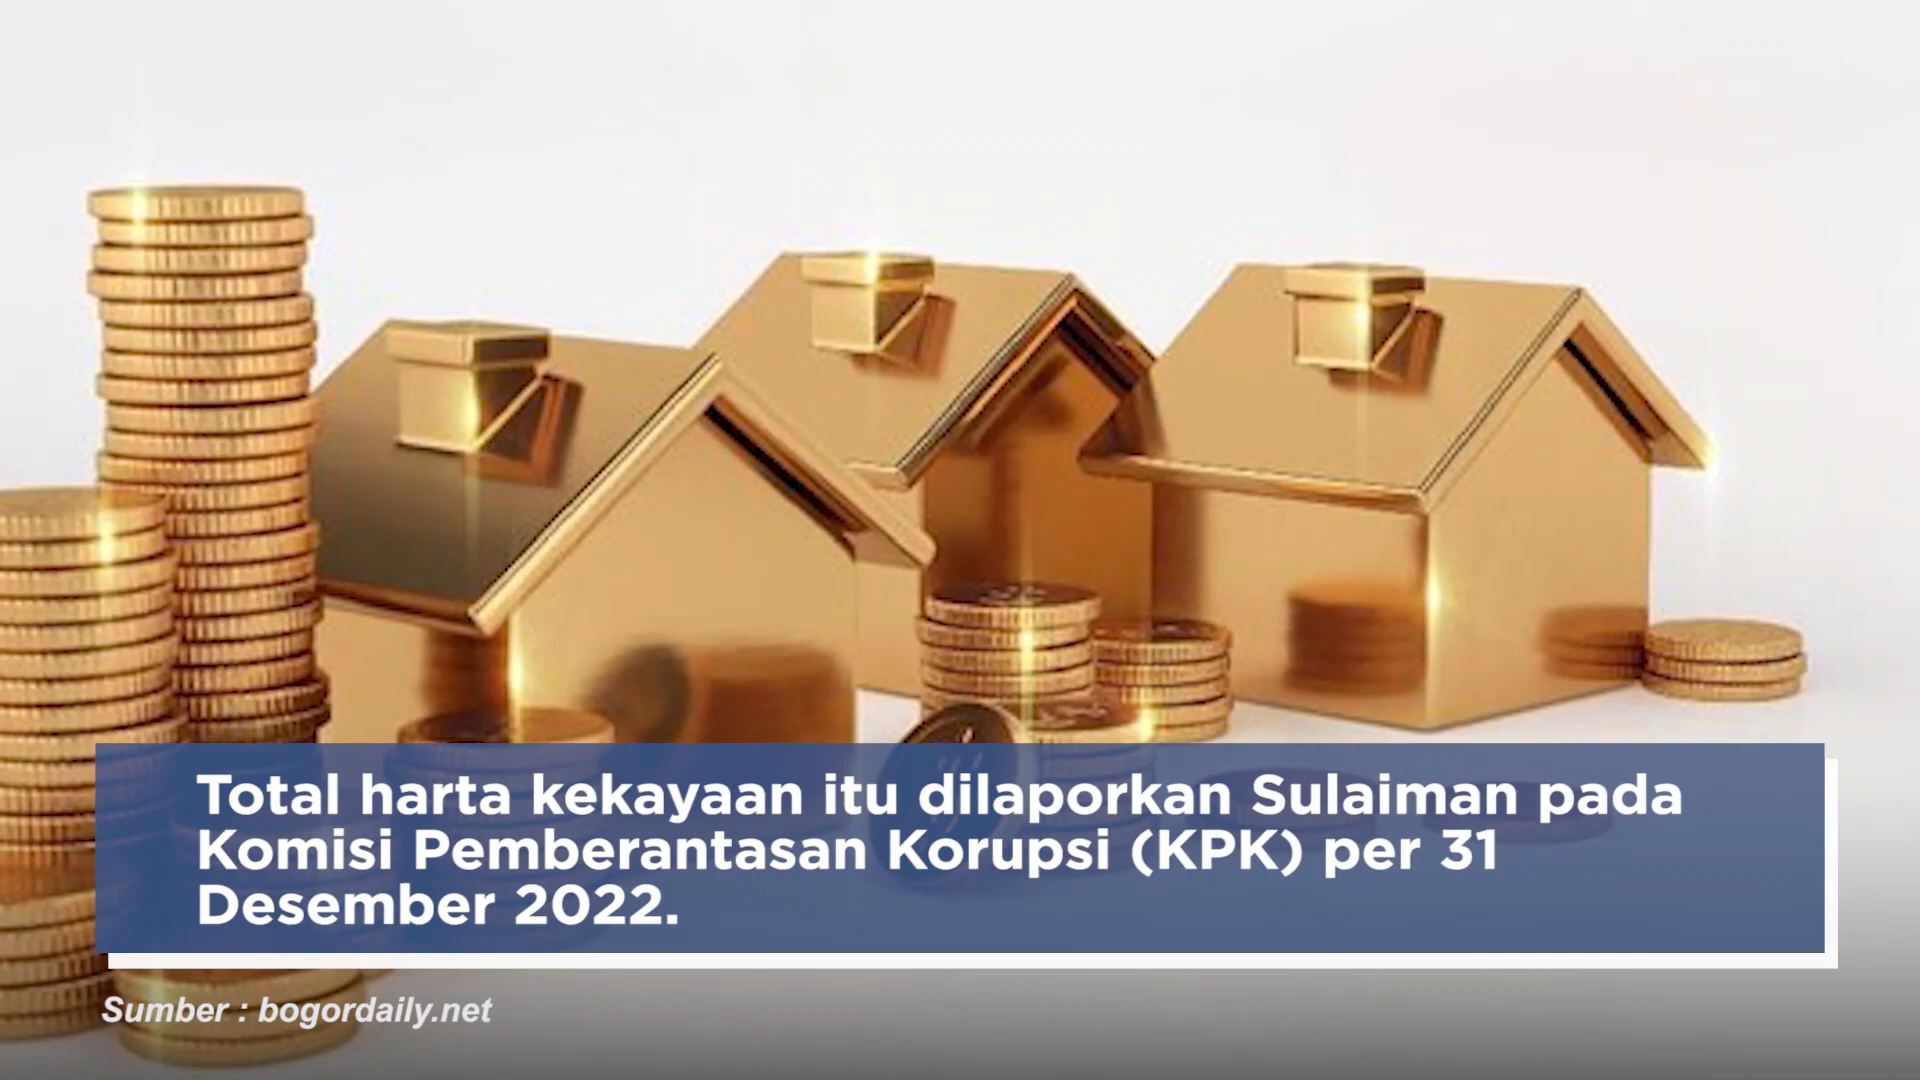 Total harta kekayaan itu dilaporkan Sulaiman pada
Komisi Pemberantasan Korupsi (KPK) per 31
Desember 2022.
Sumber : bogordaily.net